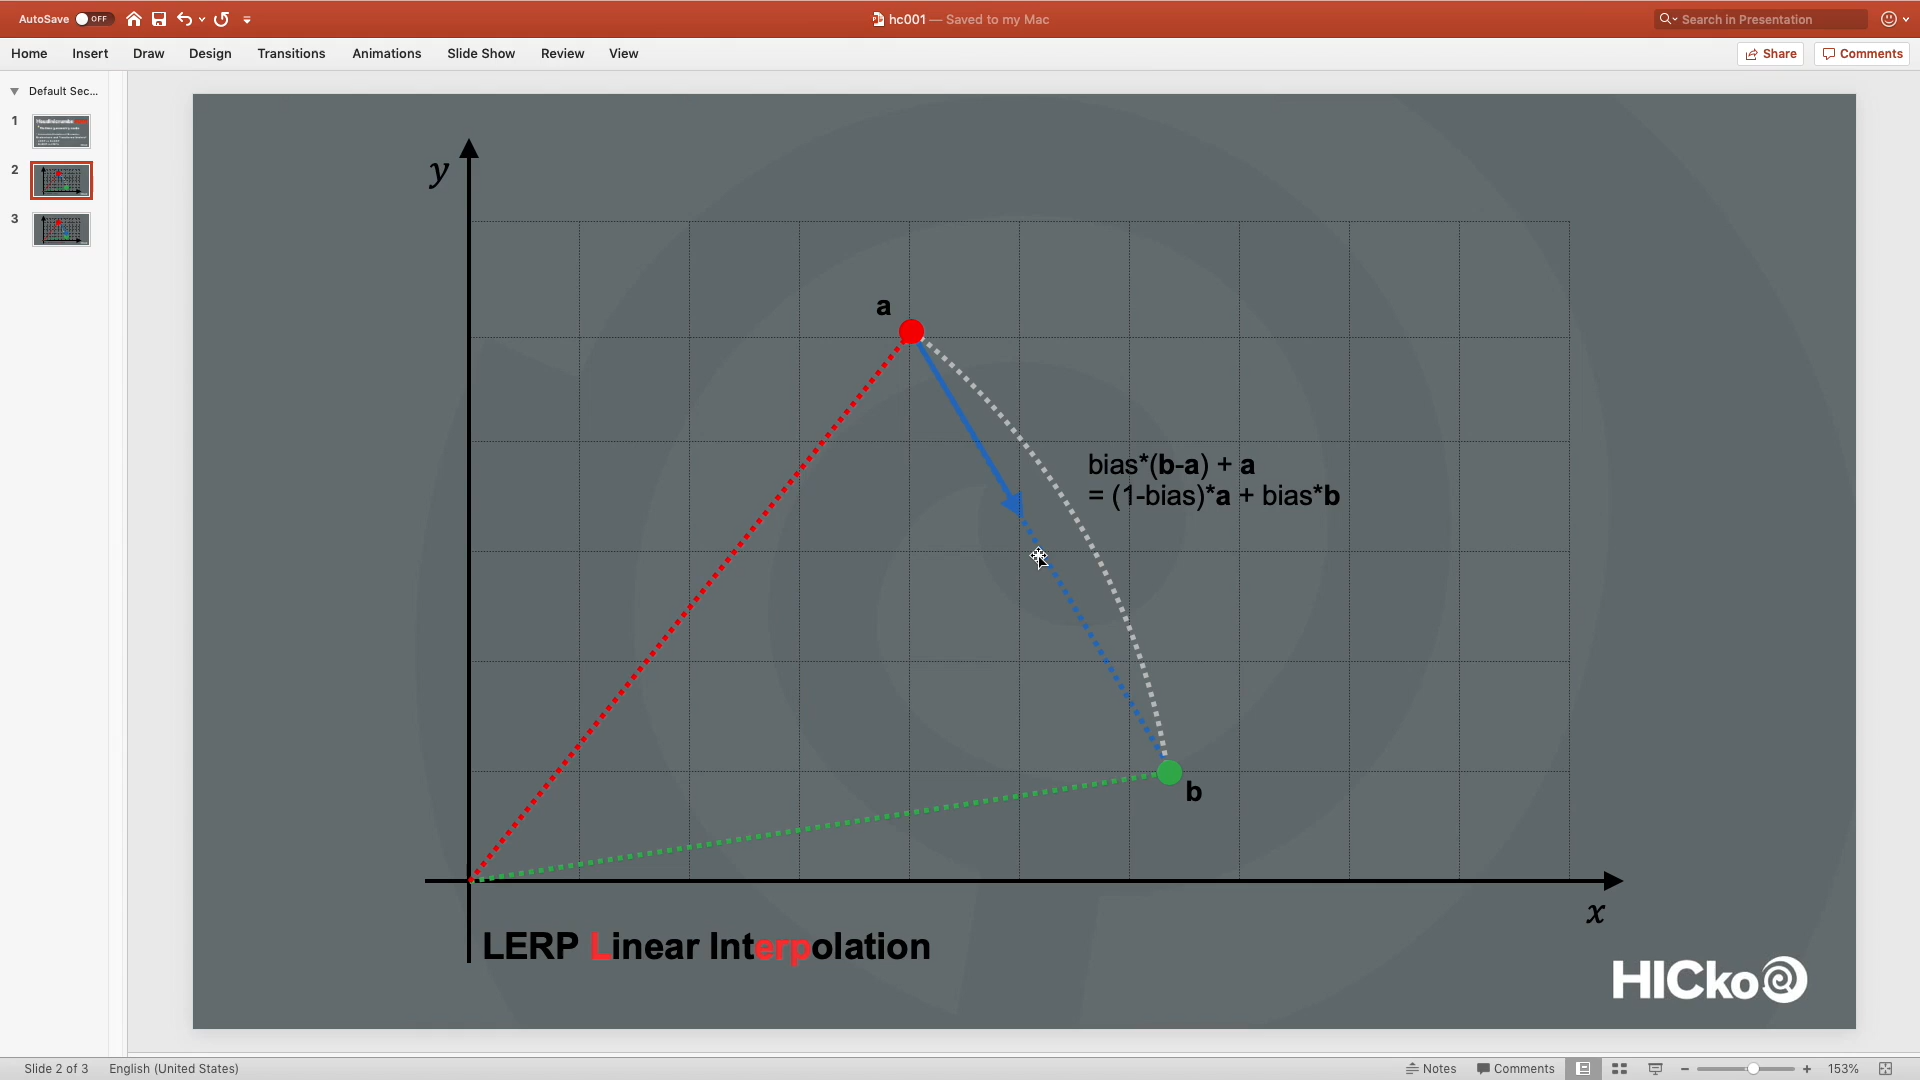 AutoSave OFF
hc001 — Saved to my Mac
Search in Presentation
Home Insert Draw Design Transitions Animations Slide Show Review View
Share Comments
Default Sec...
1
2
3
y
a
bias*(b-a) + a
= (1-bias)*a + bias*b
b
x
LERP Linear Interpolation
HICko
Slide 2 of 3 English (United States)
Notes Comments 153%